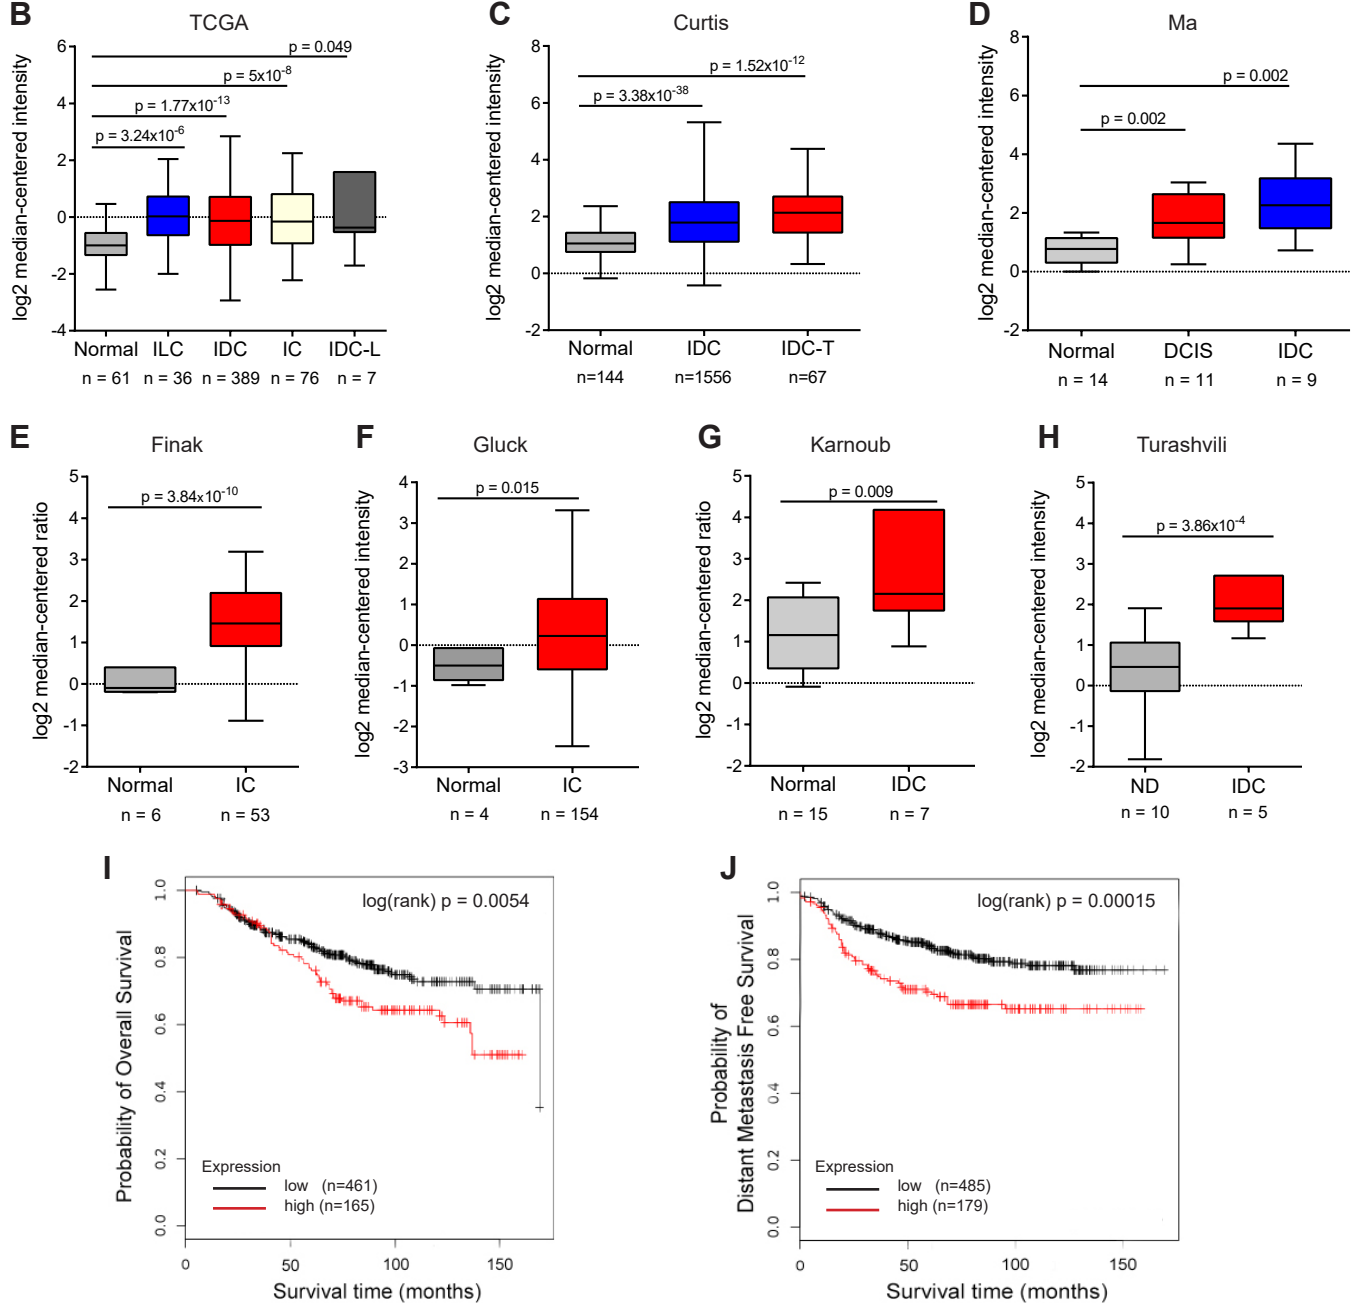 B
TCGA
log2 median-centered intensity
6
4
2
0
-2
-4
p = 0.049
p = 5x10-8
p = 1.77x10-13
p = 3.24x10-6
Normal ILC IDC IC IDC-L
n = 61 n = 36 n = 389 n = 76 n = 7
C
Curtis
log2 median-centered intensity
8
6
4
2
0
-2
p = 1.52x10-12
p = 3.38x10-38
Normal IDC IDC-T
n=144 n=1556 n=67
D
Ma
log2 median-centered intensity
8
6
4
2
0
-2
p = 0.002
p = 0.002
Normal DCIS IDC
n = 14 n = 11 n = 9
E
Finak
log2 median-centered ratio
5
4
3
2
1
0
-1
-2
p = 3.84x10-10
Normal IC
n = 6 n = 53
F
Gluck
log2 median-centered intensity
4
3
2
1
0
-1
-2
-3
p = 0.015
Normal IC
n = 4 n = 154
G
Karnoub
log2 median-centered ratio
5
4
3
2
1
0
-1
-2
p = 0.009
Normal IDC
n = 15 n = 7
H
Turashvili
log2 median-centered intensity
5
4
3
2
1
0
-1
-2
p = 3.86x10-4
ND IDC
n = 10 n = 5
I
Probability of Overall Survival
1.0
0.8
0.6
0.4
0.2
0.0
log(rank) p = 0.0054
Expression
low (n=461)
high (n=165)
0 50 100 150
Survival time (months)
J
Probability of
Distant Metastasis Free Survival
1.0
0.8
0.6
0.4
0.2
0.0
log(rank) p = 0.00015
Expression
low (n=485)
high (n=179)
0 50 100 150
Survival time (months)